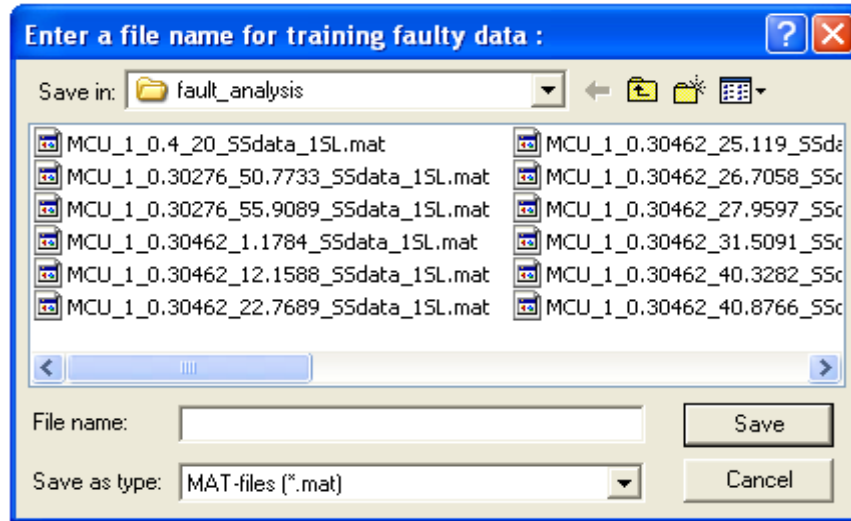 Enter a file name for training faulty data :
Save in: fault_analysis
MCU_1_0.4_20_SSdata_1SL.mat
MCU_1_0.30276_50.7733_SSdata_1SL.mat
MCU_1_0.30276_55.9089_SSdata_1SL.mat
MCU_1_0.30462_1.1784_SSdata_1SL.mat
MCU_1_0.30462_12.1588_SSdata_1SL.mat
MCU_1_0.30462_22.7689_SSdata_1SL.mat
MCU_1_0.30462_25.119_SSda
MCU_1_0.30462_26.7058_SSd
MCU_1_0.30462_27.9597_SSd
MCU_1_0.30462_31.5091_SSd
MCU_1_0.30462_40.3282_SSd
MCU_1_0.30462_40.8766_SSd
File name:
Save
Save as type: MAT-files (*.mat)
Cancel